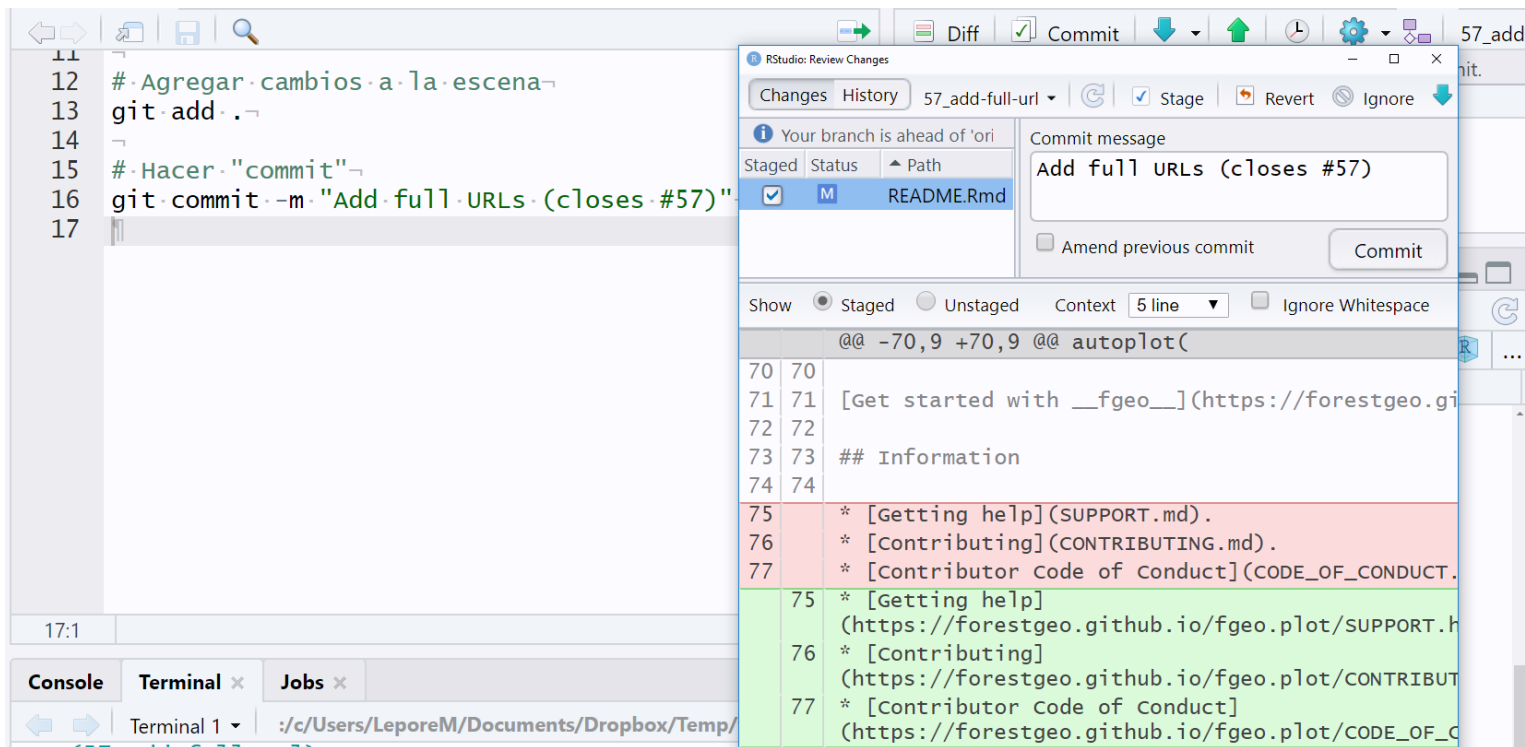 Diff Commit 57_add
11
12 # Agregar cambios a la escena
13 git add .
14
15 # Hacer "commit"
16 git commit -m "Add full URLs (closes #57)"
17
17:1
Console Terminal Jobs
Terminal 1 :/c/Users/LeporeM/Documents/Dropbox/Temp/
RStudio: Review Changes
Changes History 57_add-full-url Stage Revert Ignore
Your branch is ahead of 'ori
Staged Status Path
M README.Rmd
Commit message
Add full URLs (closes #57)
Amend previous commit Commit
Show Staged Unstaged Context 5 line Ignore Whitespace
@@ -70,9 +70,9 @@ autoplot(
70 70
71 71 [Get started with __fgeo__](https://forestgeo.gi
72 72
73 73 ## Information
74 74
75 * [Getting help](SUPPORT.md).
76 * [Contributing](CONTRIBUTING.md).
77 * [Contributor Code of Conduct](CODE_OF_CONDUCT.
75 * [Getting help]
(https://forestgeo.github.io/fgeo.plot/SUPPORT.h
76 * [Contributing]
(https://forestgeo.github.io/fgeo.plot/CONTRIBUT
77 * [Contributor Code of Conduct]
(https://forestgeo.github.io/fgeo.plot/CODE_OF_C